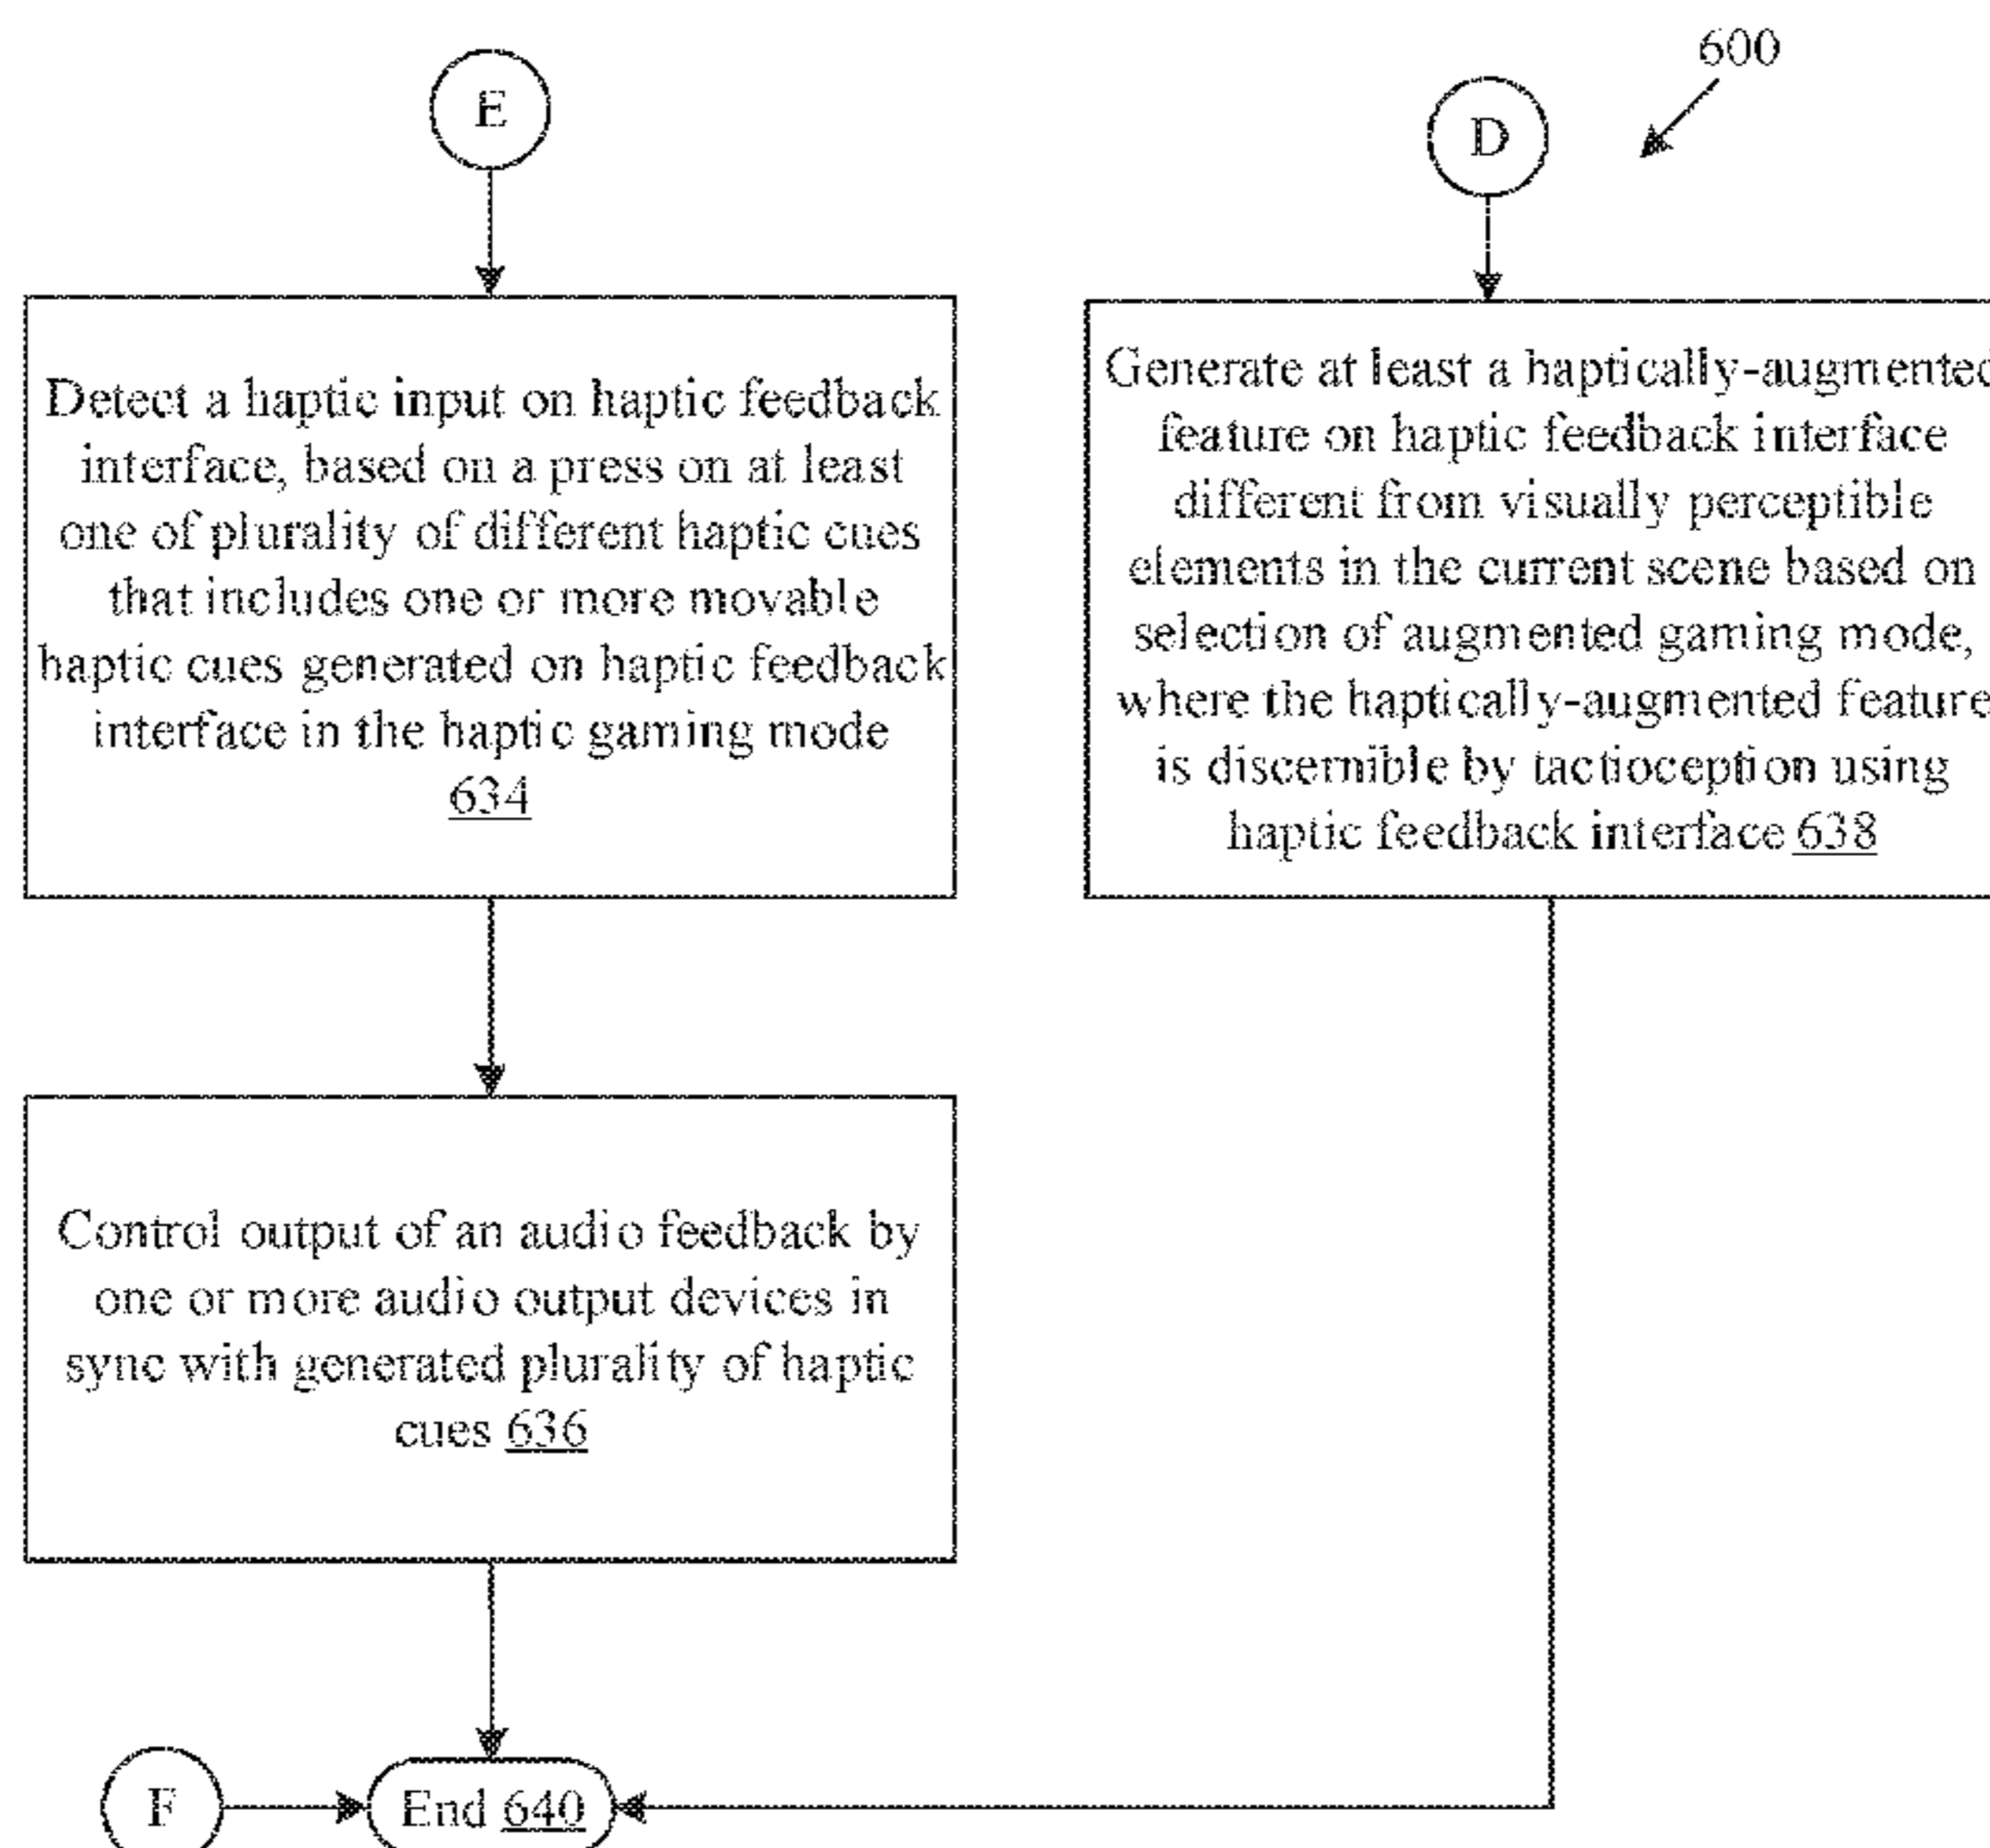 E
600
D
Detect a haptic input on haptic feedback
interface, based on a press on at least
one of plurality of different haptic cues
that includes one or more movable
haptic cues generated on haptic feedback
interface in the haptic gaming mode
634
Generate at least a haptically-augmented
feature on haptic feedback interface
different from visually perceptible
elements in the current scene based on
selection of augmented gaming mode,
where the haptically-augmented feature
is discernible by tactioception using
haptic feedback interface 638
Control output of an audio feedback by
one or more audio output devices in
sync with generated plurality of haptic
cues 636
F
End 640